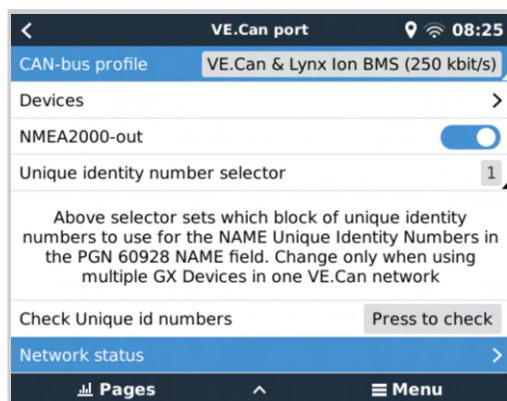 VE.Can port 08:25
CAN-bus profile VE.Can & Lynx Ion BMS (250 kbit/s)
Devices
NMEA2000-out
Unique identity number selector 1
Above selector sets which block of unique identity
numbers to use for the NAME Unique Identity Numbers in
the PGN 60928 NAME field. Change only when using
multiple GX Devices in one VE.Can network
Check Unique id numbers Press to check
Network status
Pages Menu